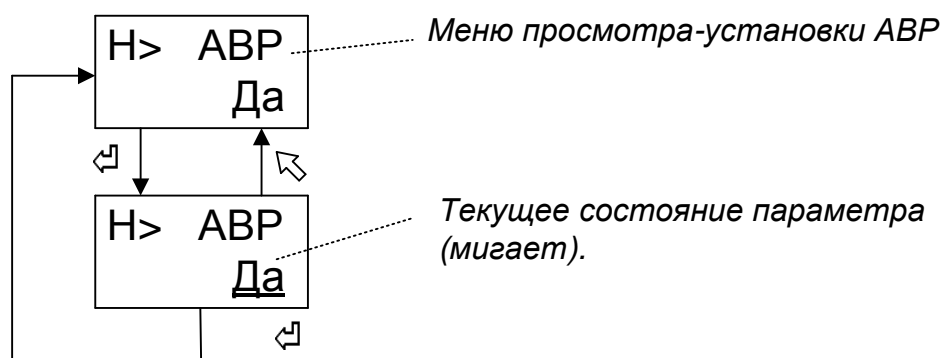 Н> АВР
Меню просмотра-установки АВР
Да
Н> АВР
Текущее состояние параметра
(мигает).
Да